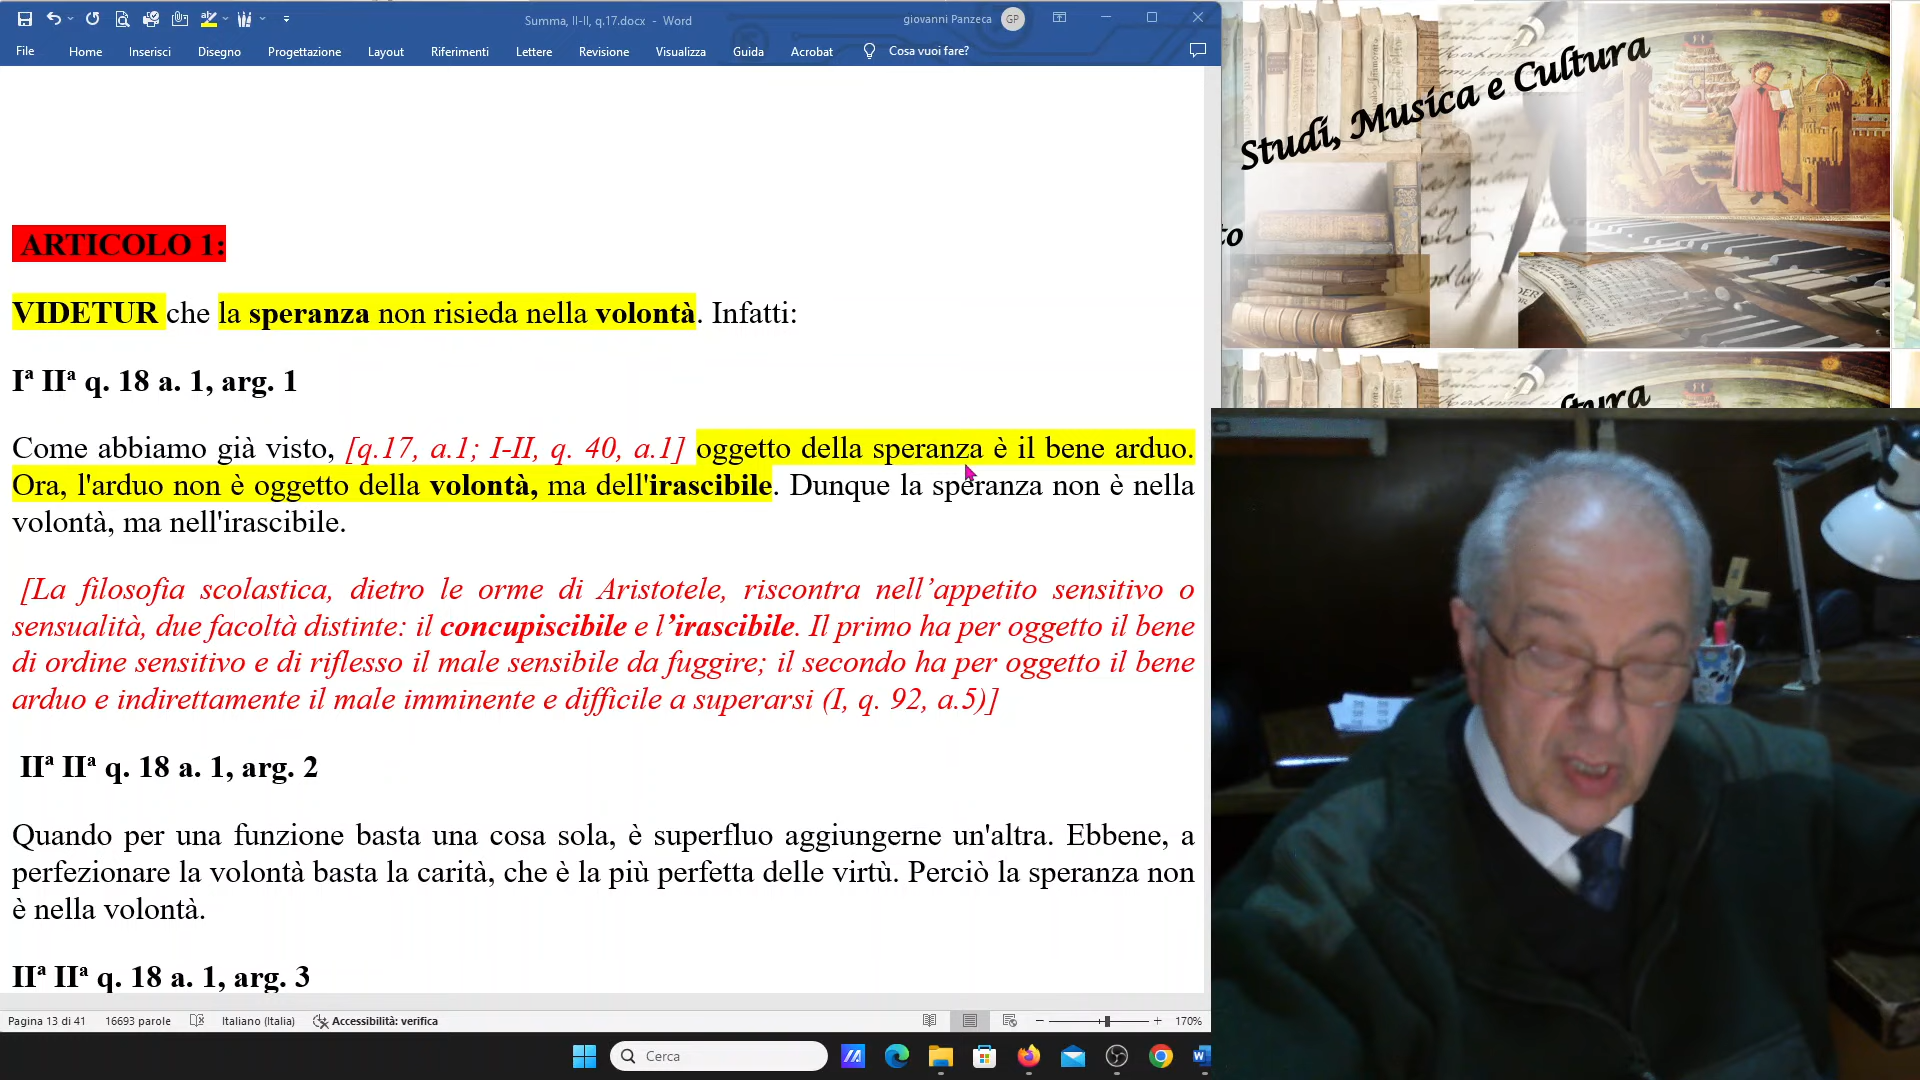 Summa, II-II, q.17.docx - Word
giovanni Panzeca
GP
File
Home
Inserisci
Disegno
Progettazione
Layout
Riferimenti
Lettere
Revisione
Visualizza
Guida
Acrobat
Cosa vuoi fare?
ARTICOLO 1:
VIDETUR che la speranza non risieda nella volontà. Infatti:
Iª IIª q. 18 a. 1, arg. 1
Come abbiamo già visto, [q.17, a.1; I-II, q. 40, a.1] oggetto della speranza è il bene arduo.
Ora, l'arduo non è oggetto della volontà, ma dell'irascibile. Dunque la speranza non è nella
volontà, ma nell'irascibile.
[La filosofia scolastica, dietro le orme di Aristotele, riscontra nell’appetito sensitivo o
sensualità, due facoltà distinte: il concupiscibile e l’irascibile. Il primo ha per oggetto il bene
di ordine sensitivo e di riflesso il male sensibile da fuggire; il secondo ha per oggetto il bene
arduo e indirettamente il male imminente e difficile a superarsi (I, q. 92, a.5)]
IIª IIª q. 18 a. 1, arg. 2
Quando per una funzione basta una cosa sola, è superfluo aggiungerne un'altra. Ebbene, a
perfezionare la volontà basta la carità, che è la più perfetta delle virtù. Perciò la speranza non
è nella volontà.
IIª IIª q. 18 a. 1, arg. 3
Pagina 13 di 41
16693 parole
Italiano (Italia)
Accessibilità: verifica
170%
Cerca
Studi, Musica e Cultura
to
ltura